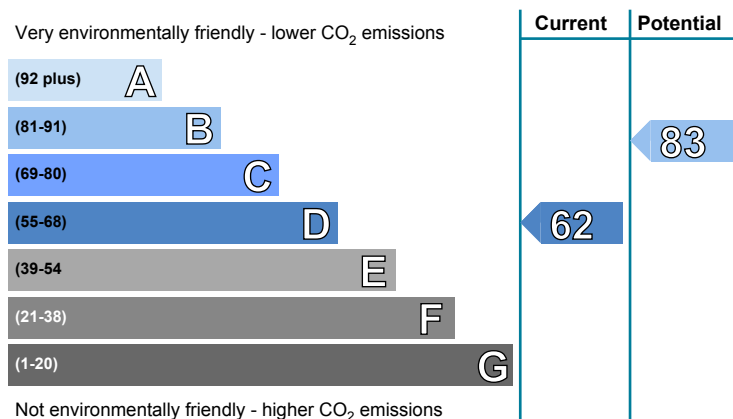 Very environmentally friendly - lower CO₂ emissions
Current
Potential
(92 plus) A
(81-91) B
83
(69-80) C
(55-68) D
62
(39-54 E
(21-38) F
(1-20) G
Not environmentally friendly - higher CO₂ emissions